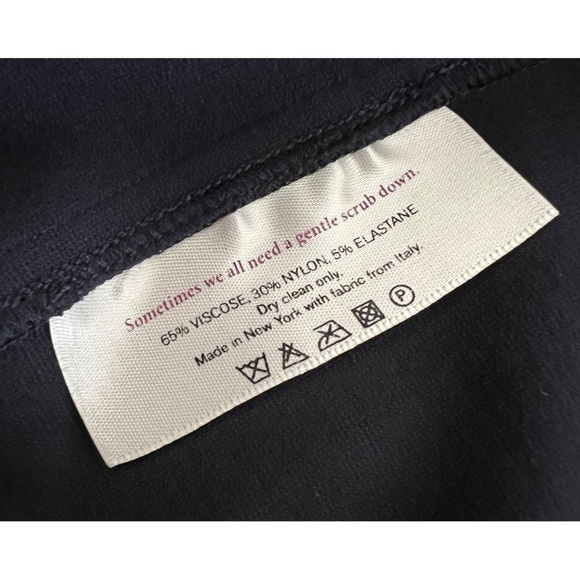 Sometimes we all need a gentle scrub down.
65% VISCOSE, 30% NYLON, 5% ELASTANE
Dry clean only.
Made in New York with fabric from Italy.
P